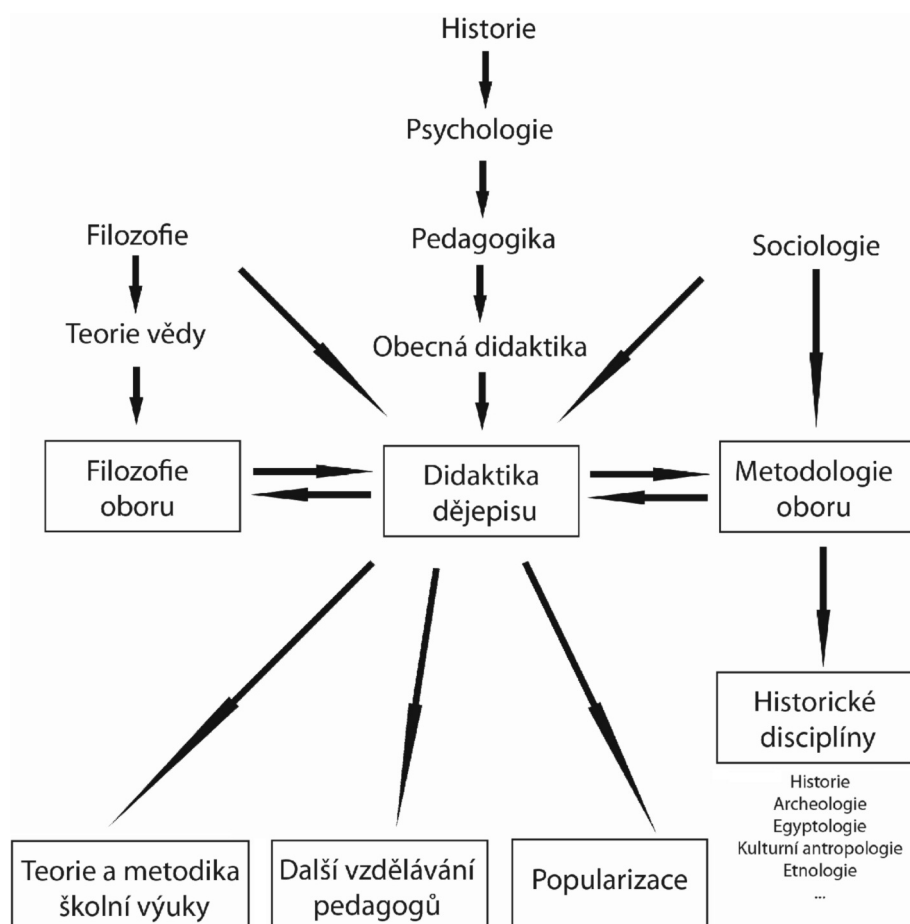 Historie
Psychologie
Filozofie
Pedagogika
Sociologie
Teorie vědy
Obecná didaktika
Filozofie
oboru
Didaktika
dějepisu
Metodologie
oboru
Historické
disciplíny
Historie
Archeologie
Egyptologie
Kulturní antropologie
Etnologie
...
Teorie a metodika
školní výuky
Další vzdělávání
pedagogů
Popularizace